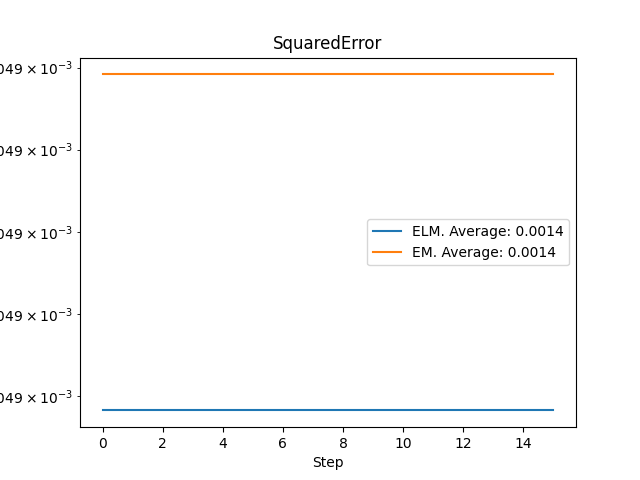 SquaredError
049 × 10⁻³
049 × 10⁻³
049 × 10⁻³
049 × 10⁻³
049 × 10⁻³
ELM. Average: 0.0014
EM. Average: 0.0014
0 2 4 6 8 10 12 14
Step